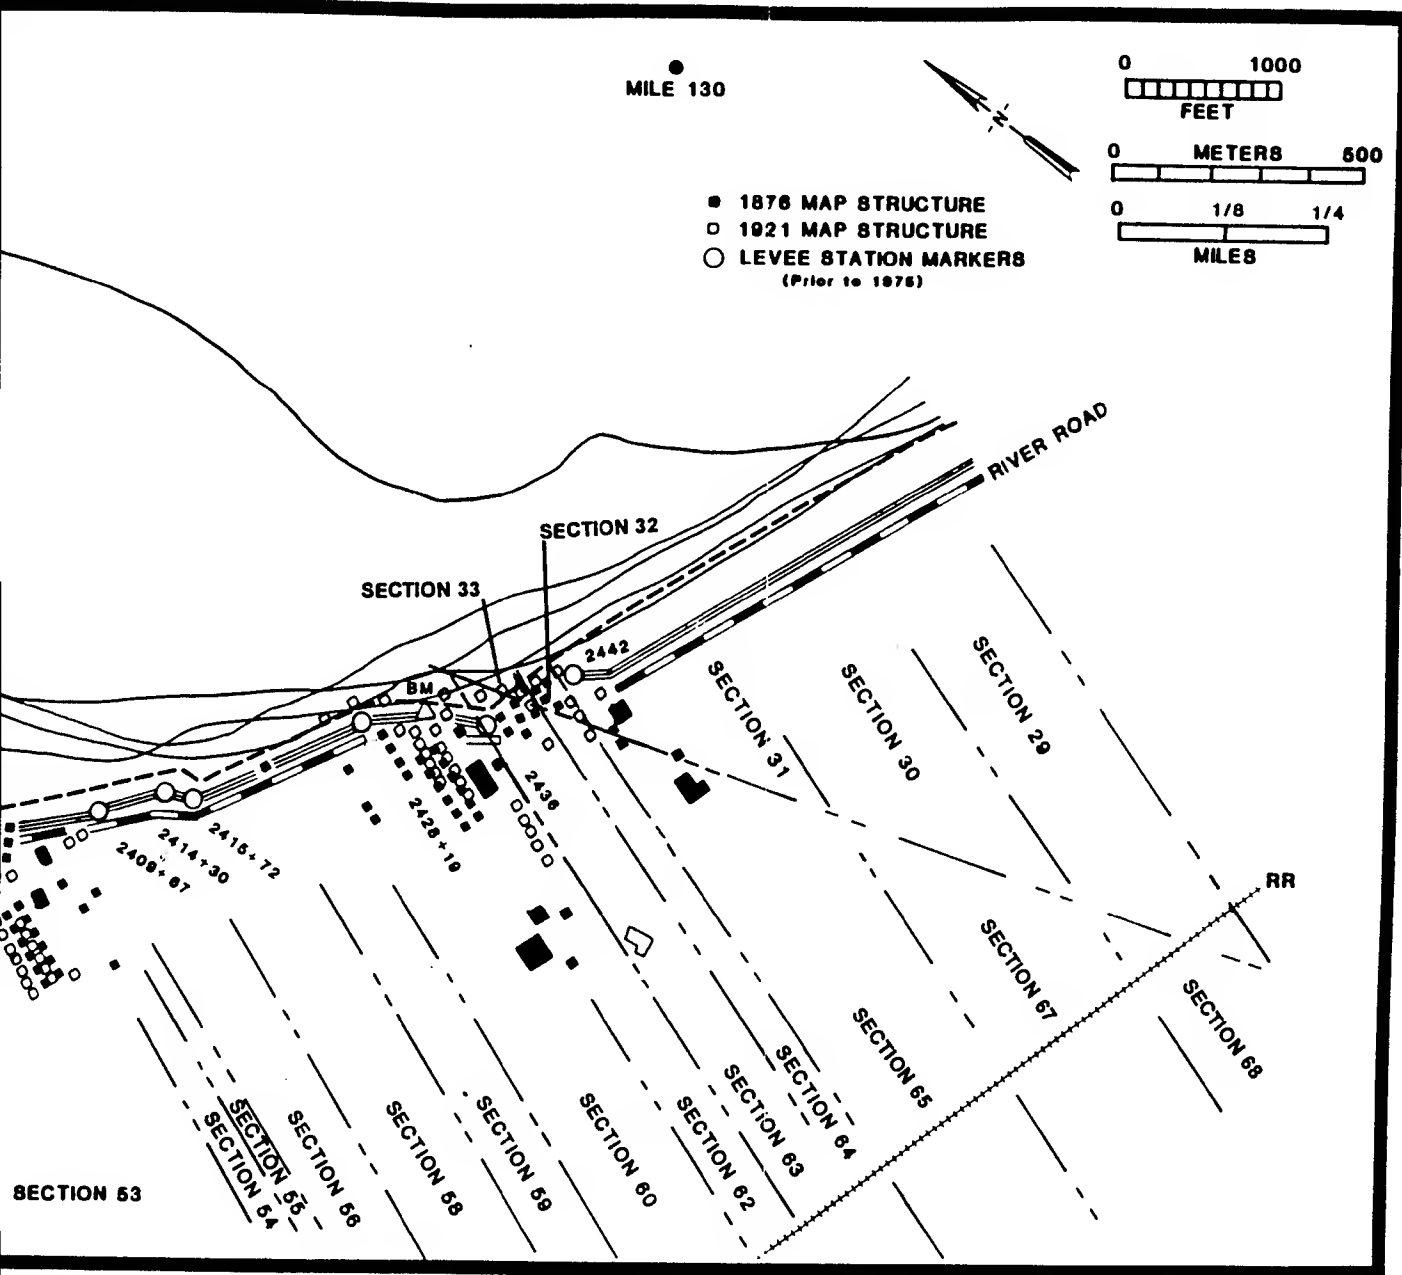 MILE 130
0 1000
FEET
0 METERS 500
0 1/8 1/4
MILES
N
1876 MAP STRUCTURE
1921 MAP STRUCTURE
LEVEE STATION MARKERS
(Prior to 1975)
RIVER ROAD
SECTION 32
SECTION 33
2442
BM
SECTION 31
SECTION 30
SECTION 29
2436
2428+19
2415+72
2414+30
2409+67
RR
SECTION 67
SECTION 68
SECTION 65
SECTION 64
SECTION 63
SECTION 62
SECTION 60
SECTION 59
SECTION 58
SECTION 56
SECTION 55
SECTION 54
SECTION 53